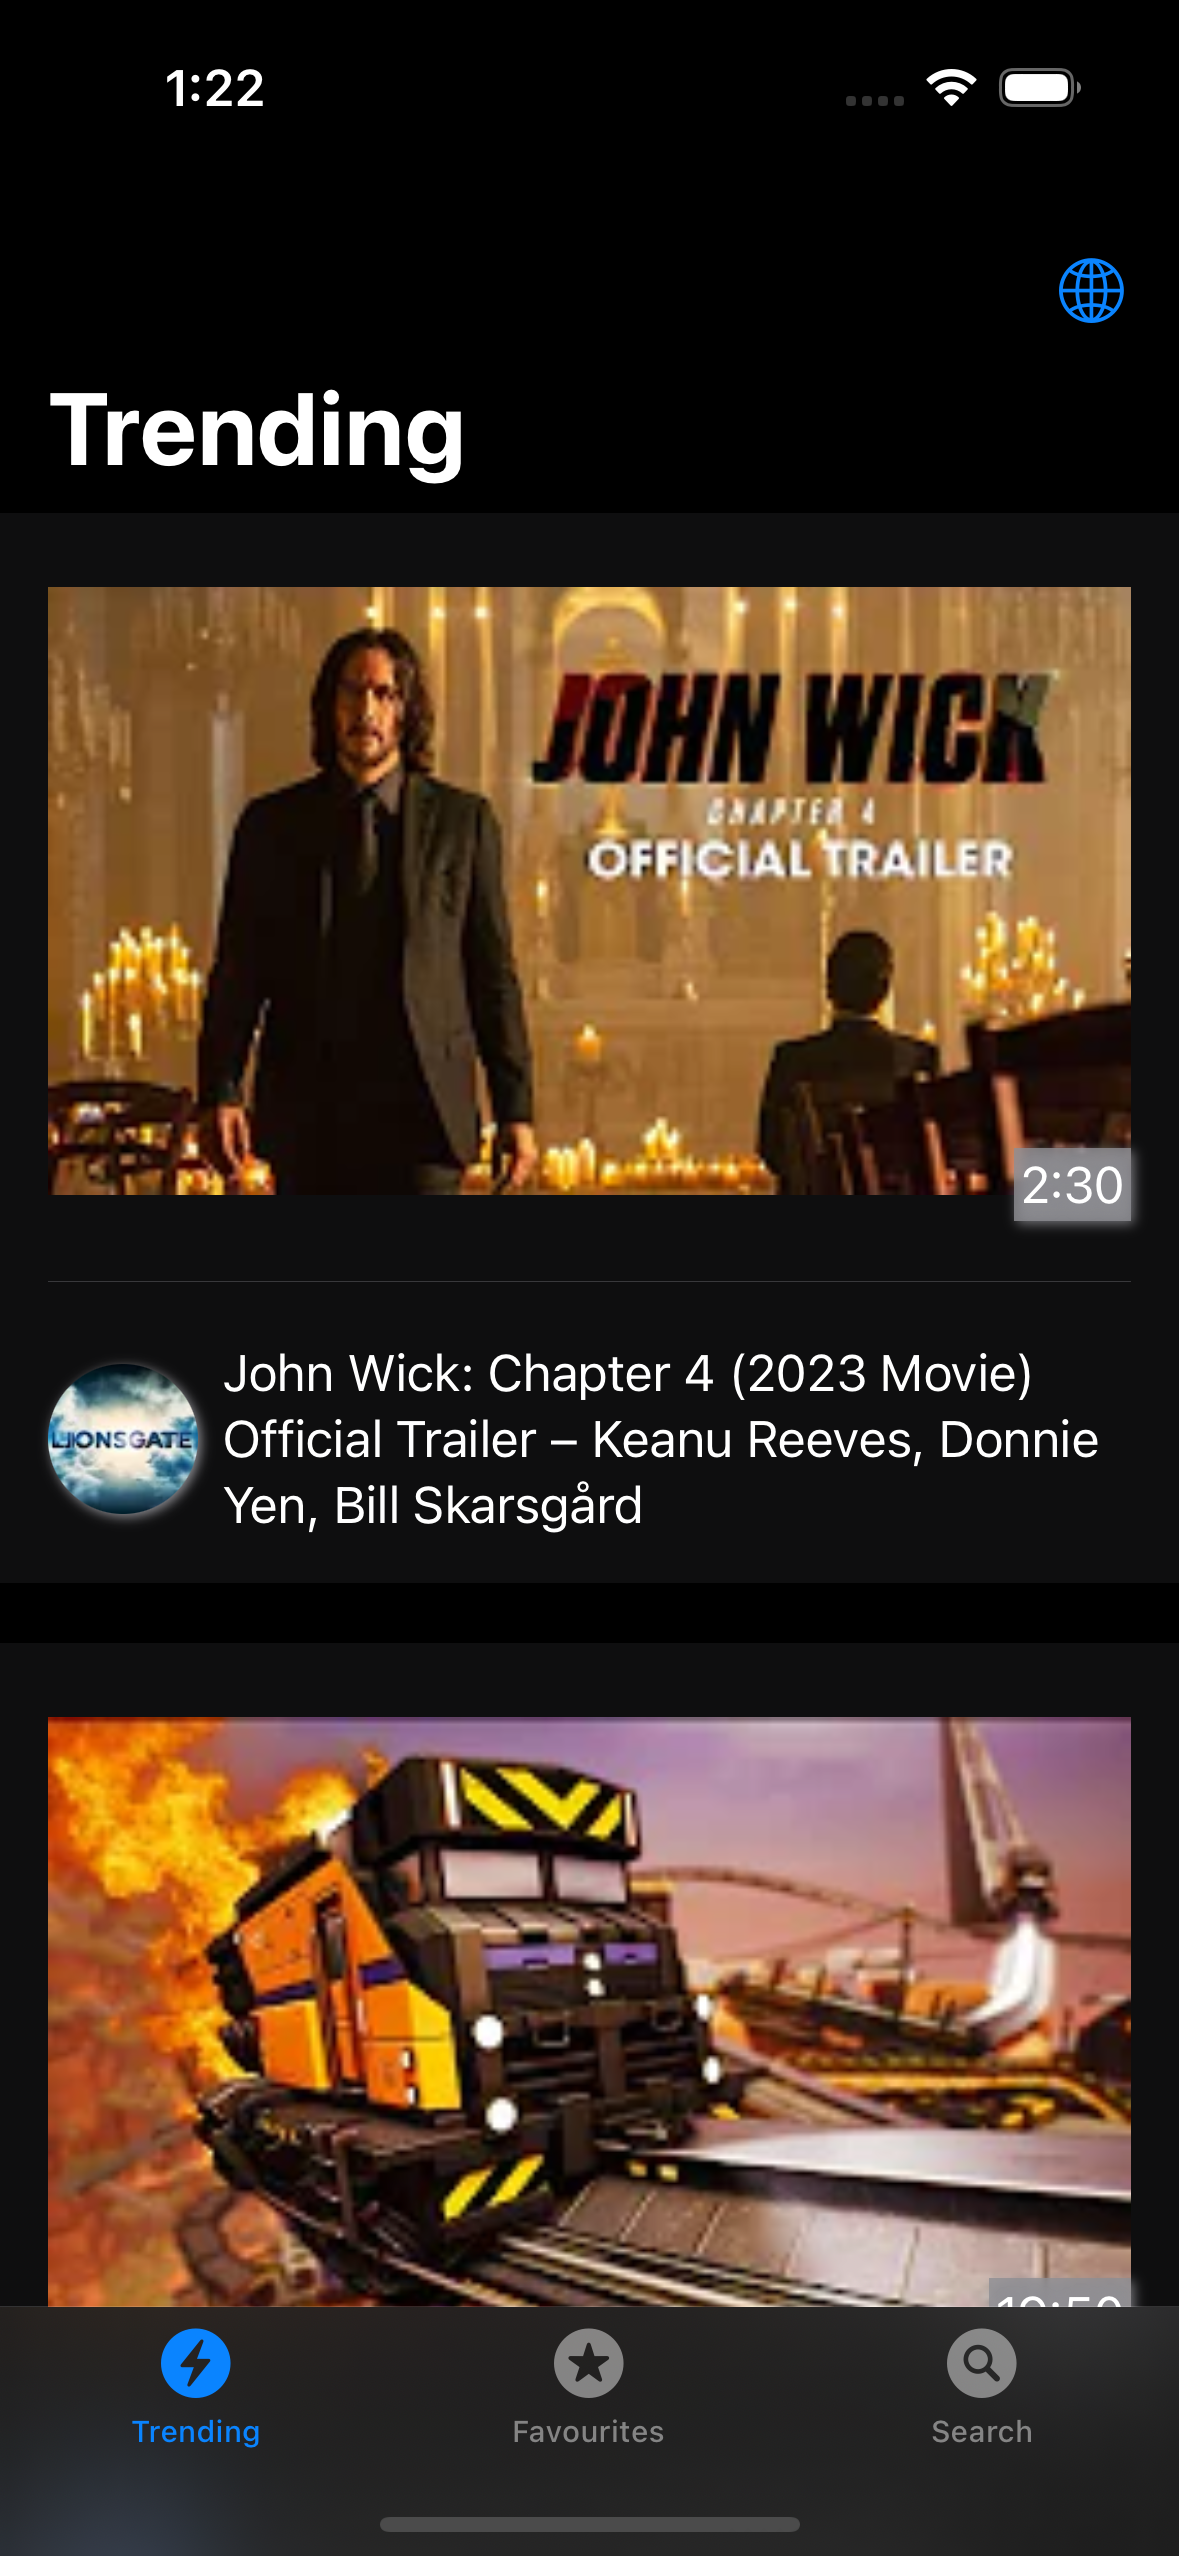 1:22
Trending
JOHN WICK
CHAPTER 4
OFFICIAL TRAILER
2:30
LIONSGATE
John Wick: Chapter 4 (2023 Movie)
Official Trailer – Keanu Reeves, Donnie
Yen, Bill Skarsgård
Trending
Favourites
Search